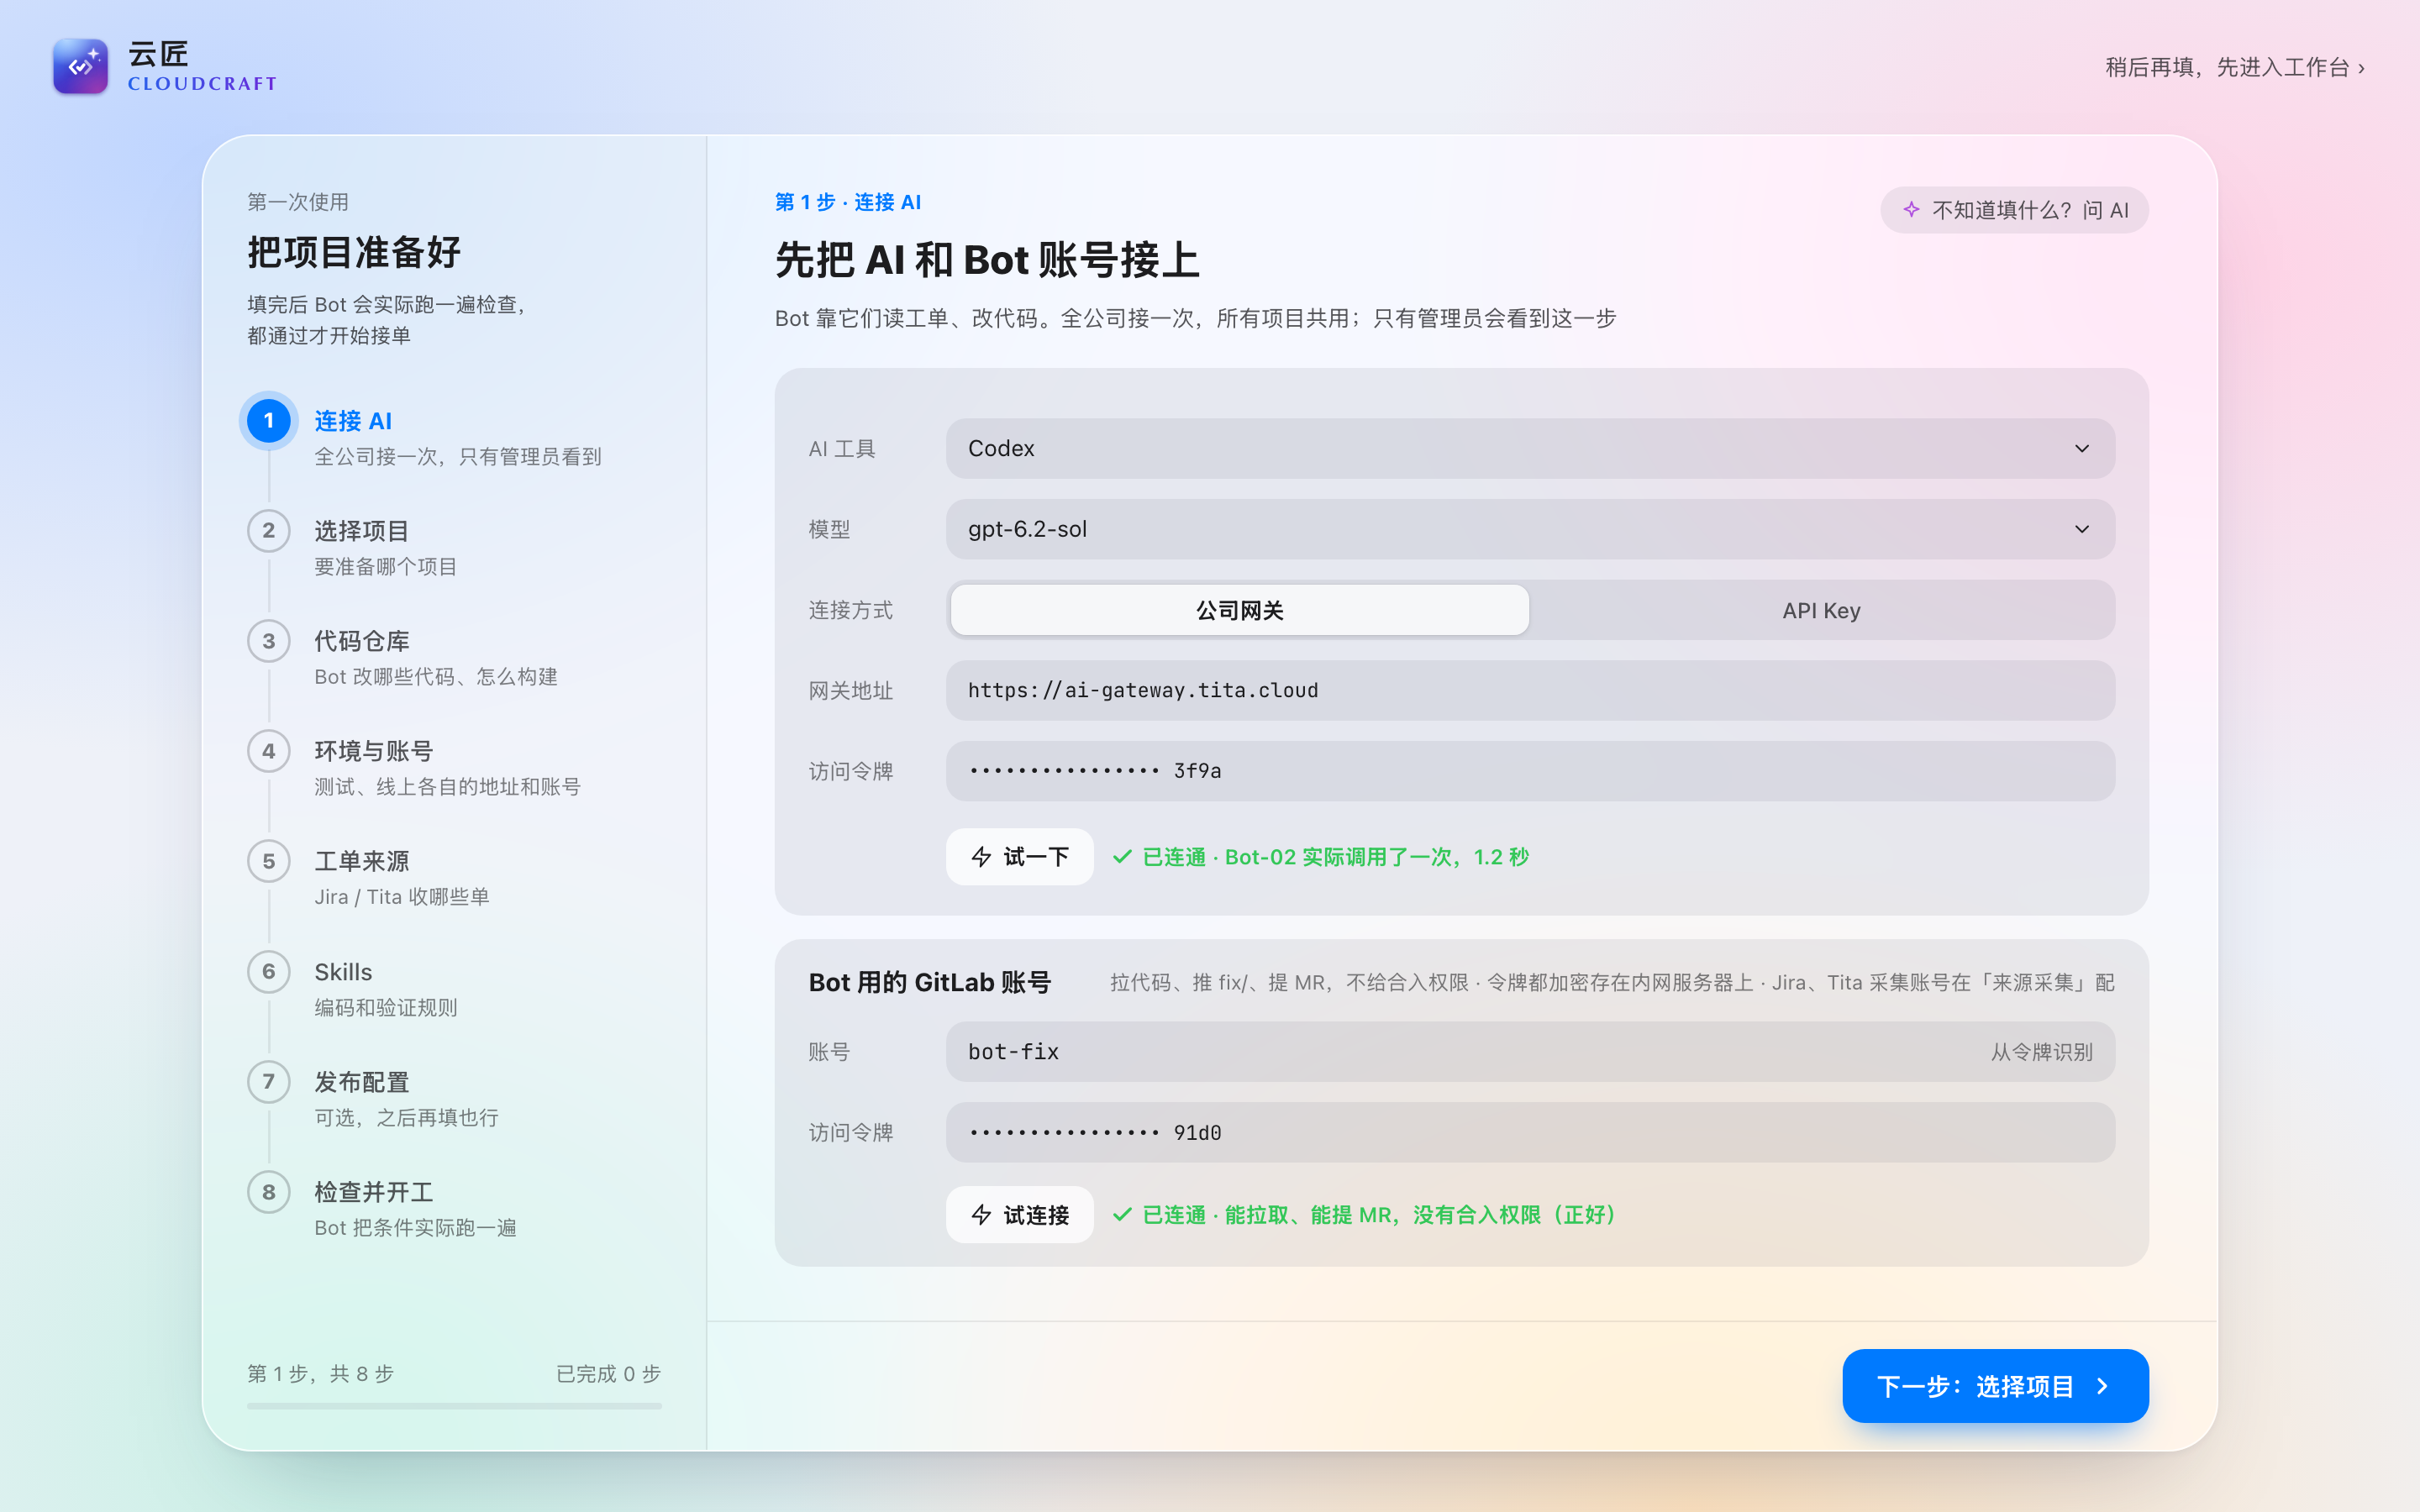 云匠
CLOUDCRAFT
稍后再填，先进入工作台 ›
第一次使用
把项目准备好
填完后 Bot 会实际跑一遍检查，
都通过才开始接单
1
连接 AI
全公司接一次，只有管理员看到
2
选择项目
要准备哪个项目
3
代码仓库
Bot 改哪些代码、怎么构建
4
环境与账号
测试、线上各自的地址和账号
5
工单来源
Jira / Tita 收哪些单
6
Skills
编码和验证规则
7
发布配置
可选，之后再填也行
8
检查并开工
Bot 把条件实际跑一遍
第 1 步，共 8 步
已完成 0 步
第 1 步 · 连接 AI
不知道填什么？问 AI
先把 AI 和 Bot 账号接上
Bot 靠它们读工单、改代码。全公司接一次，所有项目共用；只有管理员会看到这一步
AI 工具
Codex
模型
gpt-6.2-sol
连接方式
公司网关
API Key
网关地址
https://ai-gateway.tita.cloud
访问令牌
•••••••••••••••• 3f9a
试一下
已连通 · Bot-02 实际调用了一次，1.2 秒
Bot 用的 GitLab 账号
拉代码、推 fix/、提 MR，不给合入权限 · 令牌都加密存在内网服务器上 · Jira、Tita 采集账号在「来源采集」配
账号
bot-fix
从令牌识别
访问令牌
•••••••••••••••• 91d0
试连接
已连通 · 能拉取、能提 MR，没有合入权限（正好）
下一步：选择项目